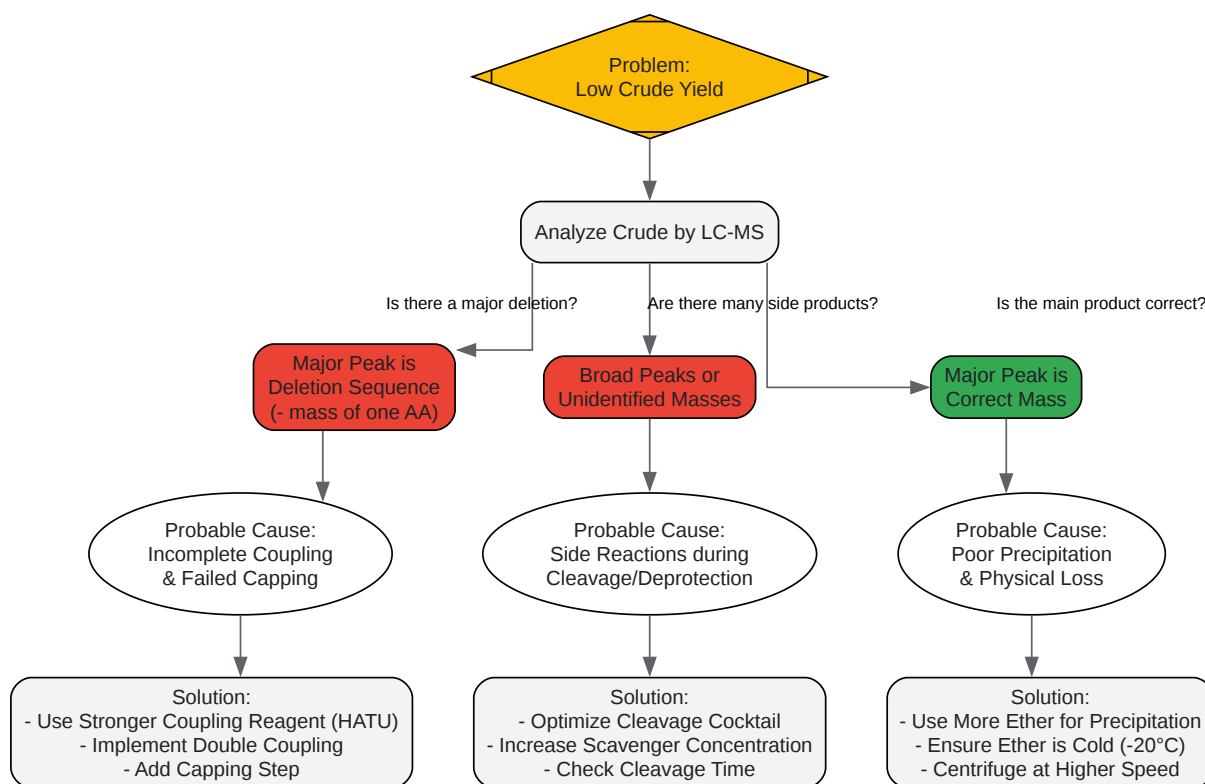 Problem:
Low Crude Yield
Analyze Crude by LC-MS
Is there a major deletion?
Are there many side products?
Is the main product correct?
Major Peak is
Deletion Sequence
(- mass of one AA)
Broad Peaks or
Unidentified Masses
Major Peak is
Correct Mass
Probable Cause:
Incomplete Coupling
& Failed Capping
Probable Cause:
Side Reactions during
Cleavage/Deprotection
Probable Cause:
Poor Precipitation
& Physical Loss
Solution:
- Use Stronger Coupling Reagent (HATU)
- Implement Double Coupling
- Add Capping Step
Solution:
- Optimize Cleavage Cocktail
- Increase Scavenger Concentration
- Check Cleavage Time
Solution:
- Use More Ether for Precipitation
- Ensure Ether is Cold (-20°C)
- Centrifuge at Higher Speed